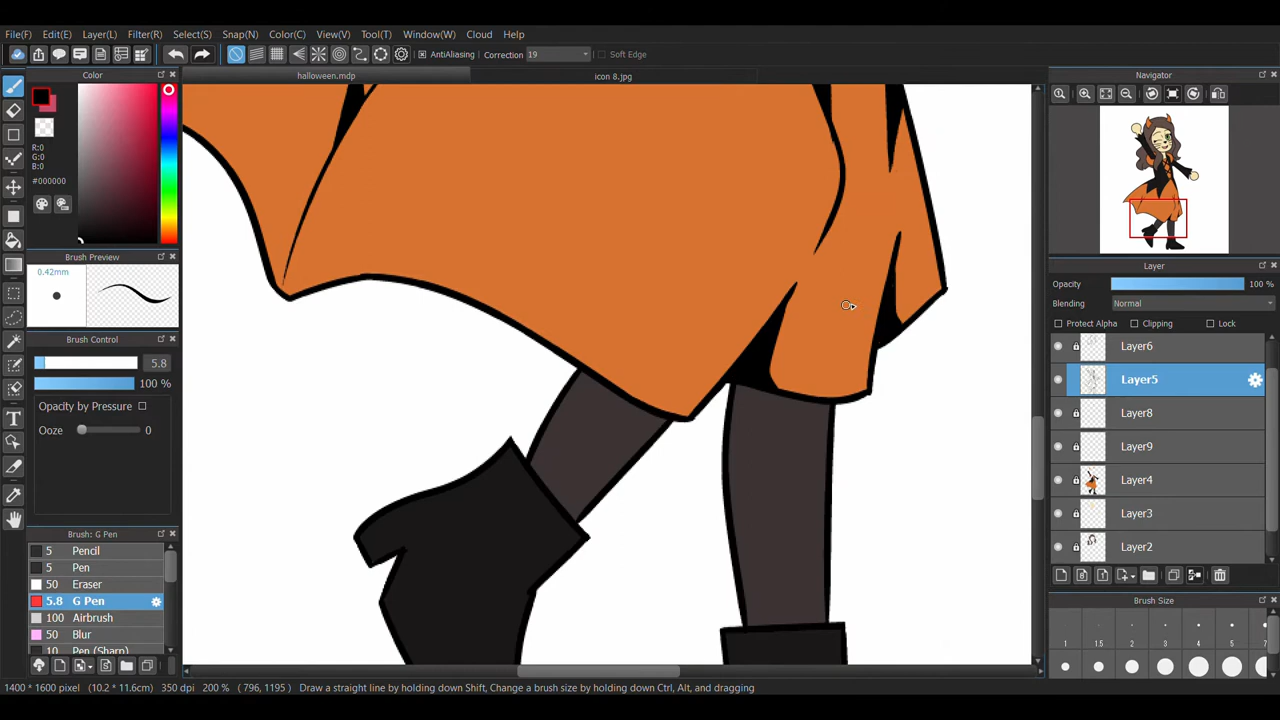 File(F) Edit(E) Layer(L) Filter(R) Select(S) Snap(N) Color(C) View(V) Tool(T) Window(W) Cloud Help
AntiAliasing Correction 19 Soft Edge
Color
halloween.mdp
icon 8.jpg
Navigator
R:0
G:0
B:0
#000000
Brush Preview
0.42mm
Brush Control
5.8
100 %
Opacity by Pressure
Ooze 0
Brush: G Pen
5 Pencil
5 Pen
50 Eraser
5.8 G Pen
100 Airbrush
50 Blur
10 Pen (Sharp)
Layer
Opacity 100 %
Blending Normal
Protect Alpha Clipping Lock
Layer6
Layer5
Layer8
Layer9
Layer4
Layer3
Layer2
Brush Size
1 1.5 2 3 4 5 7
1400 * 1600 pixel (10.2 * 11.6cm) 350 dpi 200 % ( 796, 1195 ) Draw a straight line by holding down Shift, Change a brush size by holding down Ctrl, Alt, and dragging